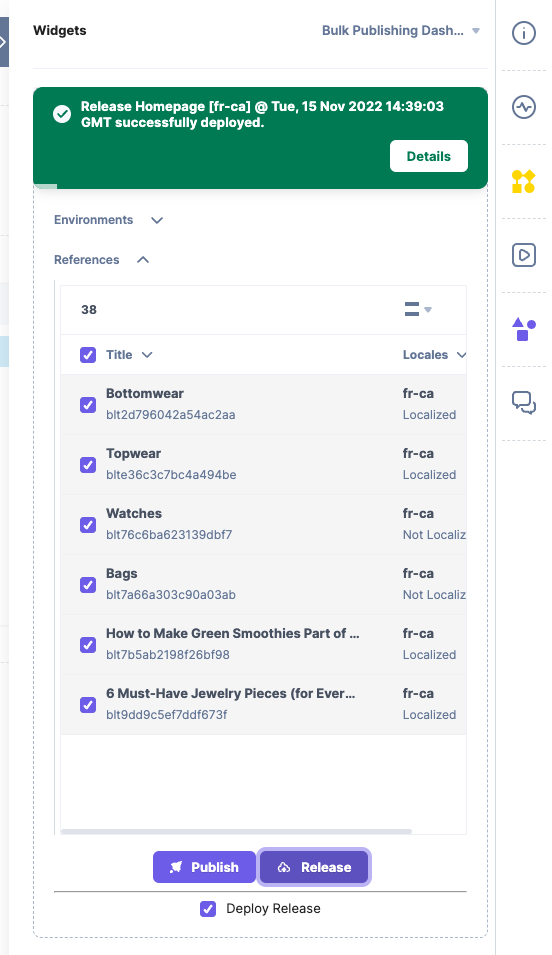 Widgets
Bulk Publishing Dash...
Release Homepage [fr-ca] @ Tue, 15 Nov 2022 14:39:03
GMT successfully deployed.
Details
Environments
References
38
Title
Locales
Bottomwear
fr-ca
blt2d796042a54ac2aa
Localized
Topwear
fr-ca
blte36c3c7bc4a494be
Localized
Watches
fr-ca
blt76c6ba623139dbf7
Not Localiz
Bags
fr-ca
blt7a66a303c90a03ab
Not Localiz
How to Make Green Smoothies Part of ...
fr-ca
blt7b5ab2198f26bf98
Localized
6 Must-Have Jewelry Pieces (for Ever...
fr-ca
blt9dd9c5ef7ddf673f
Localized
Publish
Release
Deploy Release